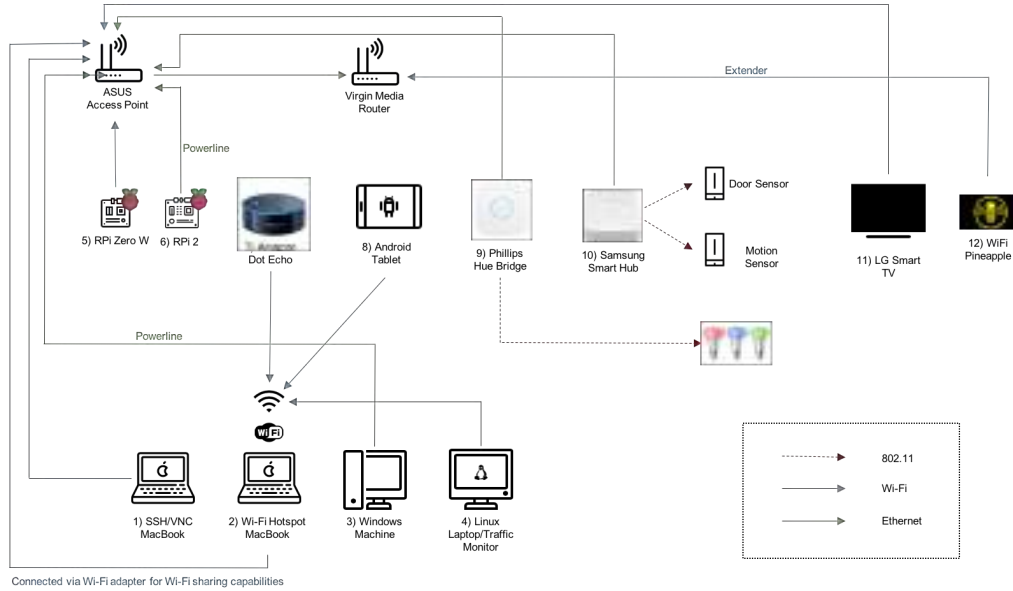 Extender
ASUS
Access Point
Virgin Media
Router
Powerline
5) RPi Zero W
6) RPi 2
Dot Echo
8) Android
Tablet
9) Phillips
Hue Bridge
10) Samsung
Smart Hub
Door Sensor
Motion
Sensor
11) LG Smart
TV
12) WiFi
Pineapple
Powerline
Wi Fi
1) SSH/VNC
MacBook
2) Wi-Fi Hotspot
MacBook
3) Windows
Machine
4) Linux
Laptop/Traffic
Monitor
802.11
Wi-Fi
Ethernet
Connected via Wi-Fi adapter for Wi-Fi sharing capabilities